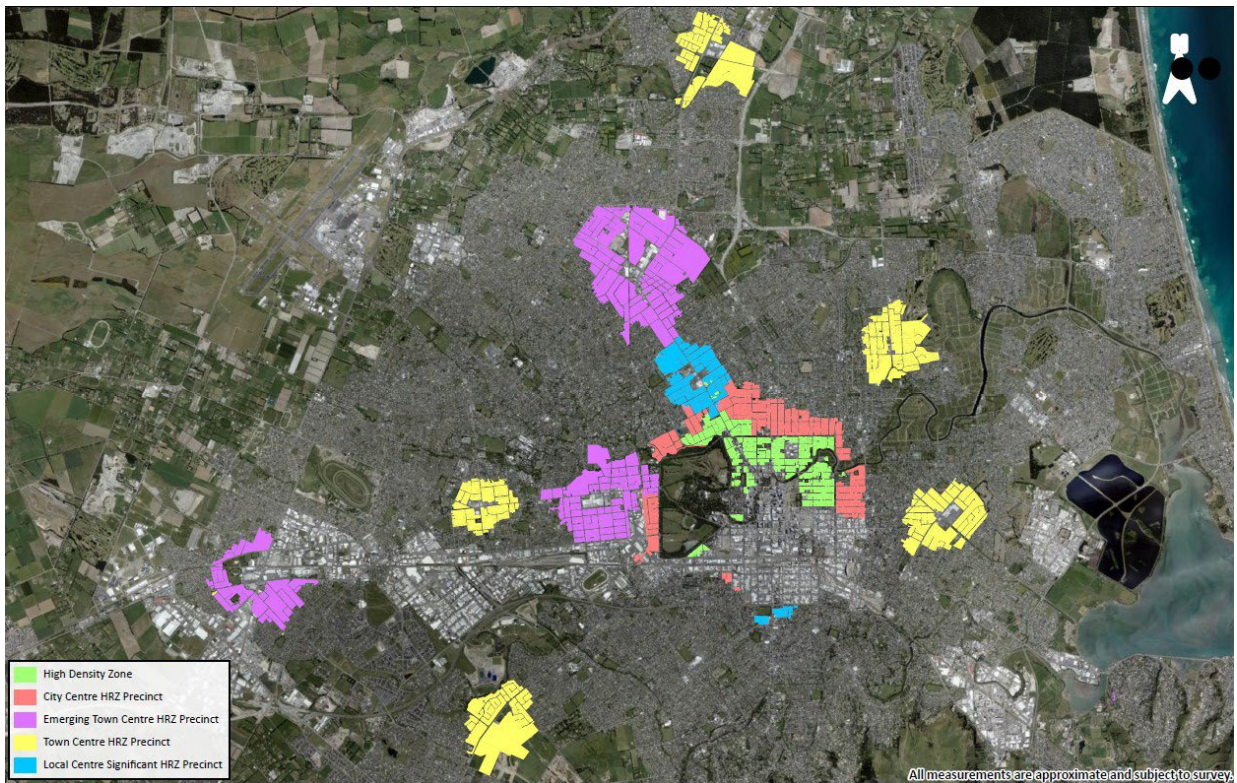 High Density Zone
City Centre HRZ Precinct
Emerging Town Centre HRZ Precinct
Town Centre HRZ Precinct
Local Centre Significant HRZ Precinct
All measurements are approximate and subject to survey.